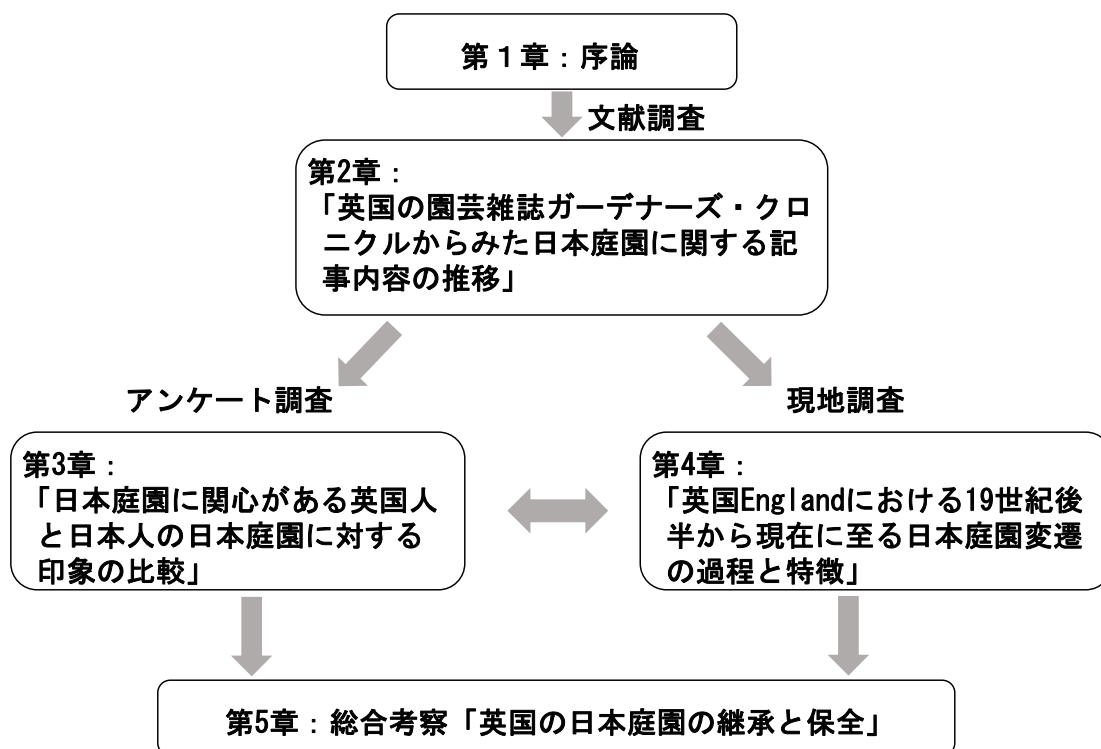 第１章：序論
文献調査
第2章：
「英国の園芸雑誌ガーデナーズ・クロ
ニクルからみた日本庭園に関する記
事内容の推移」
アンケート調査
現地調査
第3章：
「日本庭園に関心がある英国人
と日本人の日本庭園に対する
印象の比較」
第4章：
「英国Englandにおける19世紀後
半から現在に至る日本庭園変遷
の過程と特徴」
第5章：総合考察「英国の日本庭園の継承と保全」